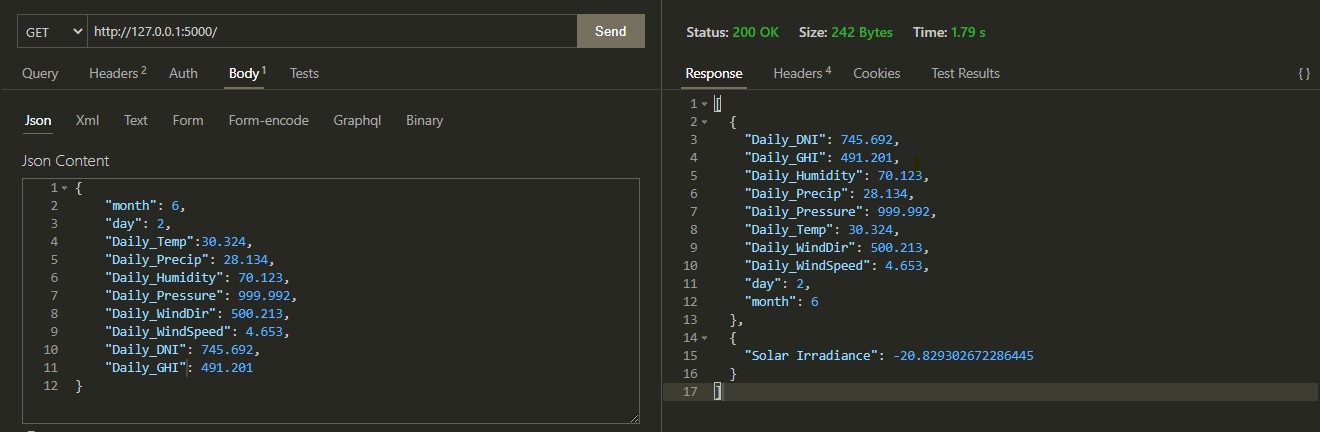 GET http://127.0.0.1:5000/ Send
Query Headers 2 Auth Body 1 Tests
Json Xml Text Form Form-encode Graphql Binary
Json Content
1 {
2 "month": 6,
3 "day": 2,
4 "Daily_Temp":30.324,
5 "Daily_Precip": 28.134,
6 "Daily_Humidity": 70.123,
7 "Daily_Pressure": 999.992,
8 "Daily_WindDir": 500.213,
9 "Daily_WindSpeed": 4.653,
10 "Daily_DNI": 745.692,
11 "Daily_GHI": 491.201
12 }
Status: 200 OK Size: 242 Bytes Time: 1.79 s
Response Headers 4 Cookies Test Results {}
1 [
2 {
3 "Daily_DNI": 745.692,
4 "Daily_GHI": 491.201,
5 "Daily_Humidity": 70.123,
6 "Daily_Precip": 28.134,
7 "Daily_Pressure": 999.992,
8 "Daily_Temp": 30.324,
9 "Daily_WindDir": 500.213,
10 "Daily_WindSpeed": 4.653,
11 "day": 2,
12 "month": 6
13 },
14 {
15 "Solar Irradiance": -20.829302672286445
16 }
17 ]